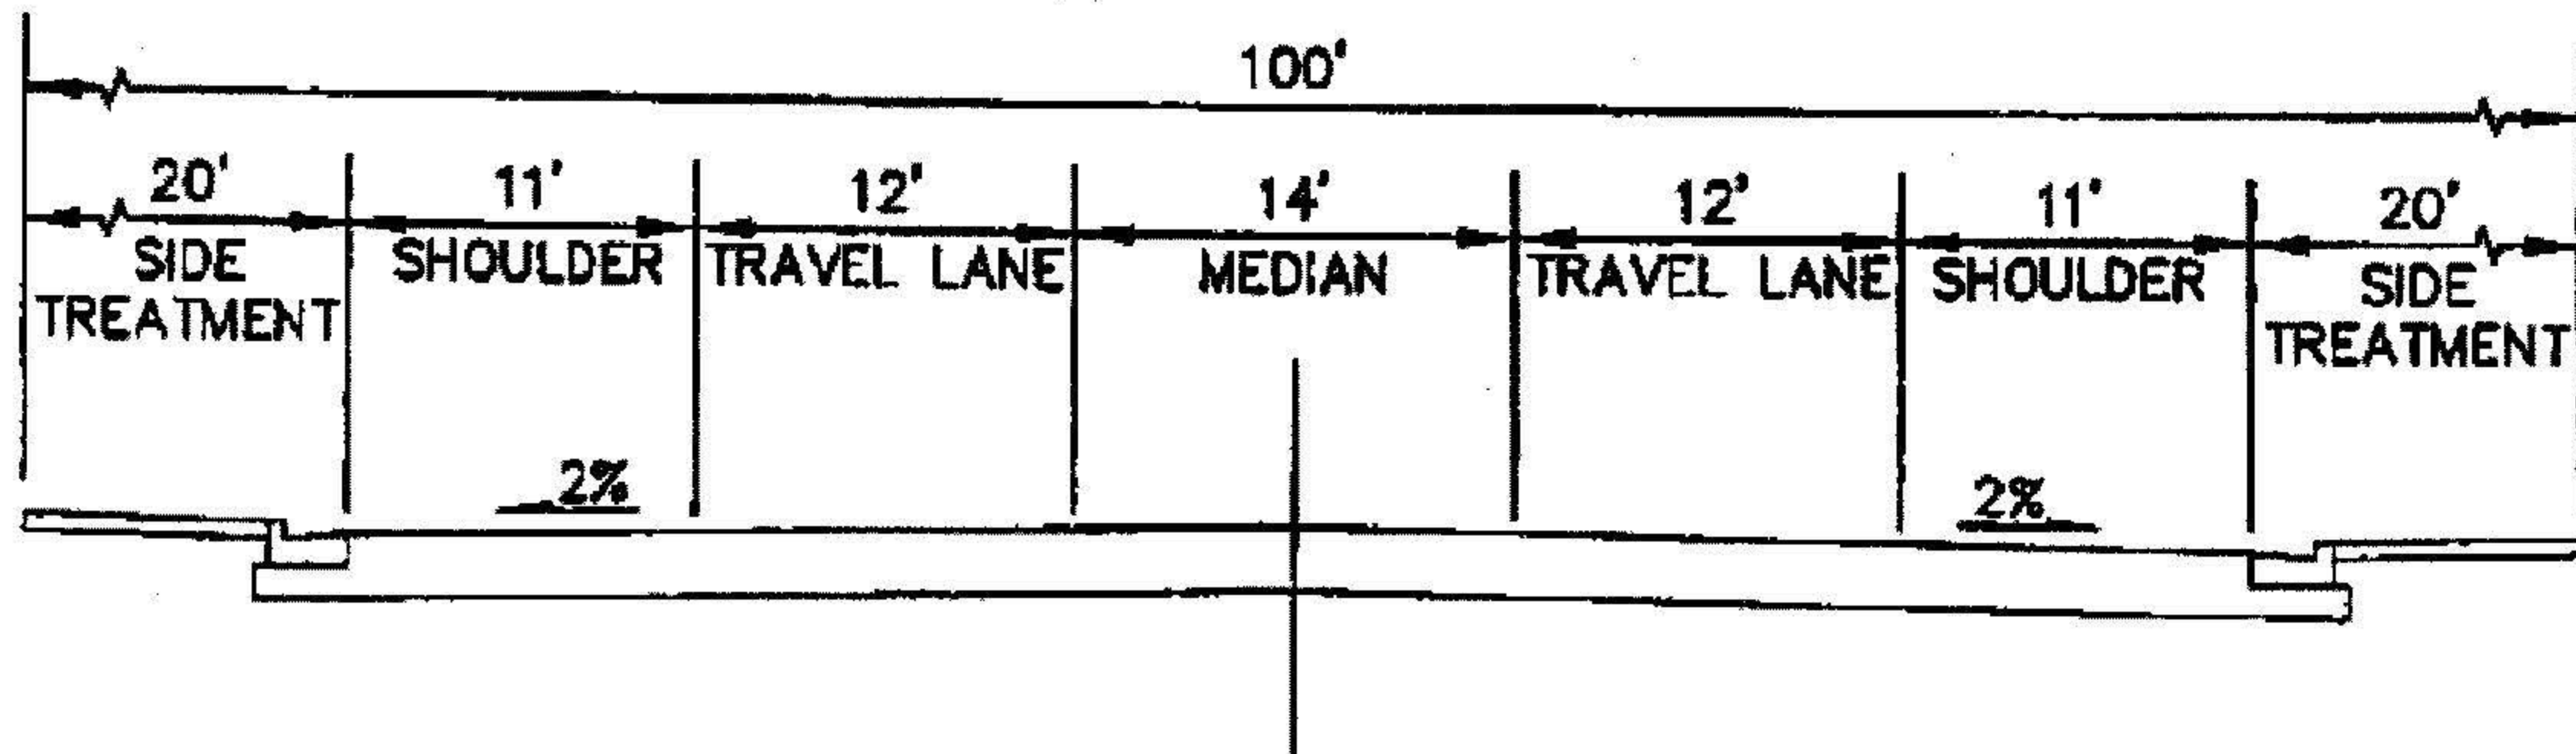 100'
20' 11' 12' 14' 12' 11' 20'
SIDE SHOULDER TRAVEL LANE MEDIAN TRAVEL LANE SHOULDER SIDE
TREATMENT TREATMENT
2% 2%